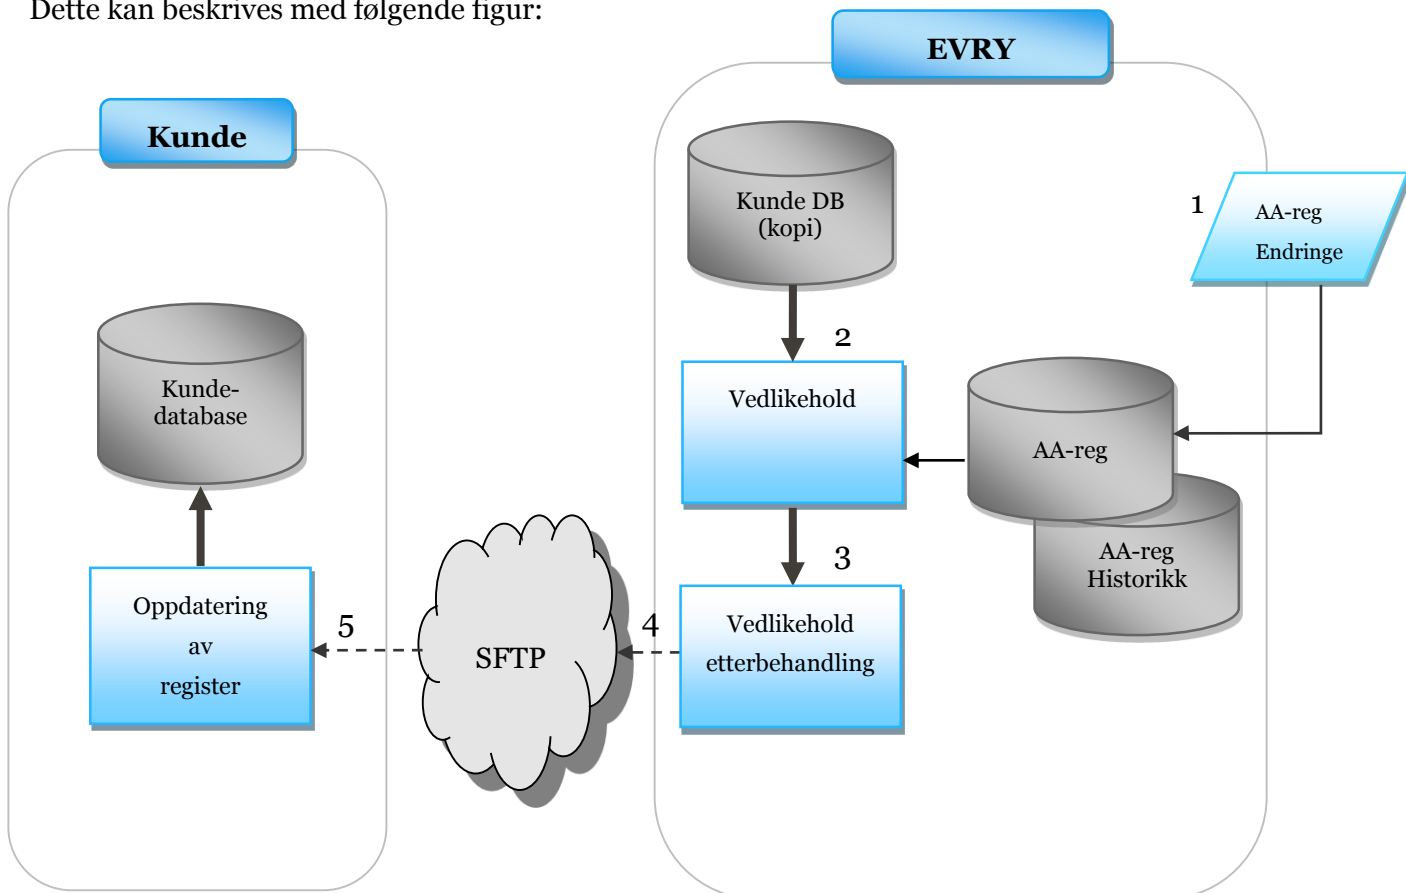 Dette kan beskrives med følgende figur:
EVRY
Kunde
Kunde DB
(kopi)
1
AA-reg
Endringe
2
Kunde-
database
Vedlikehold
AA-reg
3
AA-reg
Historikk
Oppdatering
av
register
5
SFTP
4
Vedlikehold
etterbehandling